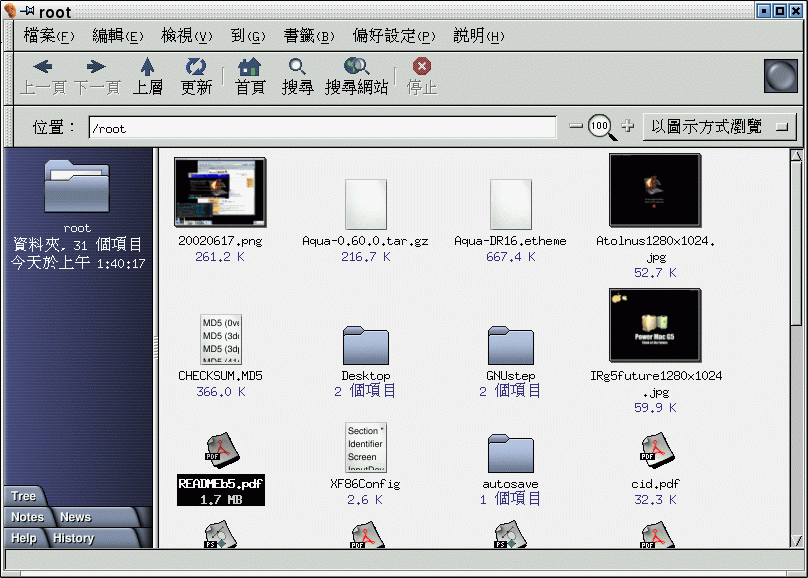 root
檔案(F) 編輯(E) 檢視(V) 到(G) 書籤(B) 偏好設定(P) 說明(H)
上一頁 下一頁 上層 更新 首頁 搜尋 搜尋網站 停止
位置： /root 100 以圖示方式瀏覽
root
資料夾, 31 個項目
今天於上午 1:40:17
20020617.png
261.2 K
Aqua-0.60.0.tar.gz
216.7 K
Aqua-DR16.etheme
667.4 K
Atolnus1280x1024.
jpg
52.7 K
MD5 (0ve
MD5 (3d
MD5 (3d
CHECKSUM.MD5
366.0 K
Desktop
2 個項目
GNUstep
2 個項目
Power Mac G5
IRg5future1280x1024
.jpg
59.9 K
PDF
READMEb5.pdf
1.7 MB
Section "
Identifier
Screen
InputDev
XF86Config
2.6 K
autosave
1 個項目
PDF
cid.pdf
32.3 K
PS
PDF
PS
PDF
Tree
Notes News
Help History